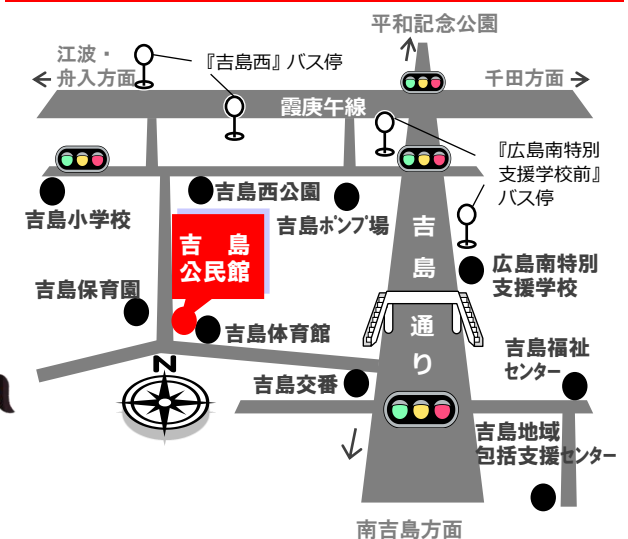 平和記念公園
江波・
舟入方面
『吉島西』バス停
千田方面
霞庚午線
『広島南特別
支援学校前』
バス停
吉島西公園
吉島小学校
吉島ポンプ場
吉島
公民館
吉島通り
広島南特別
支援学校
吉島保育園
吉島体育館
吉島福祉
センター
N
吉島交番
吉島地域
包括支援センター
南吉島方面